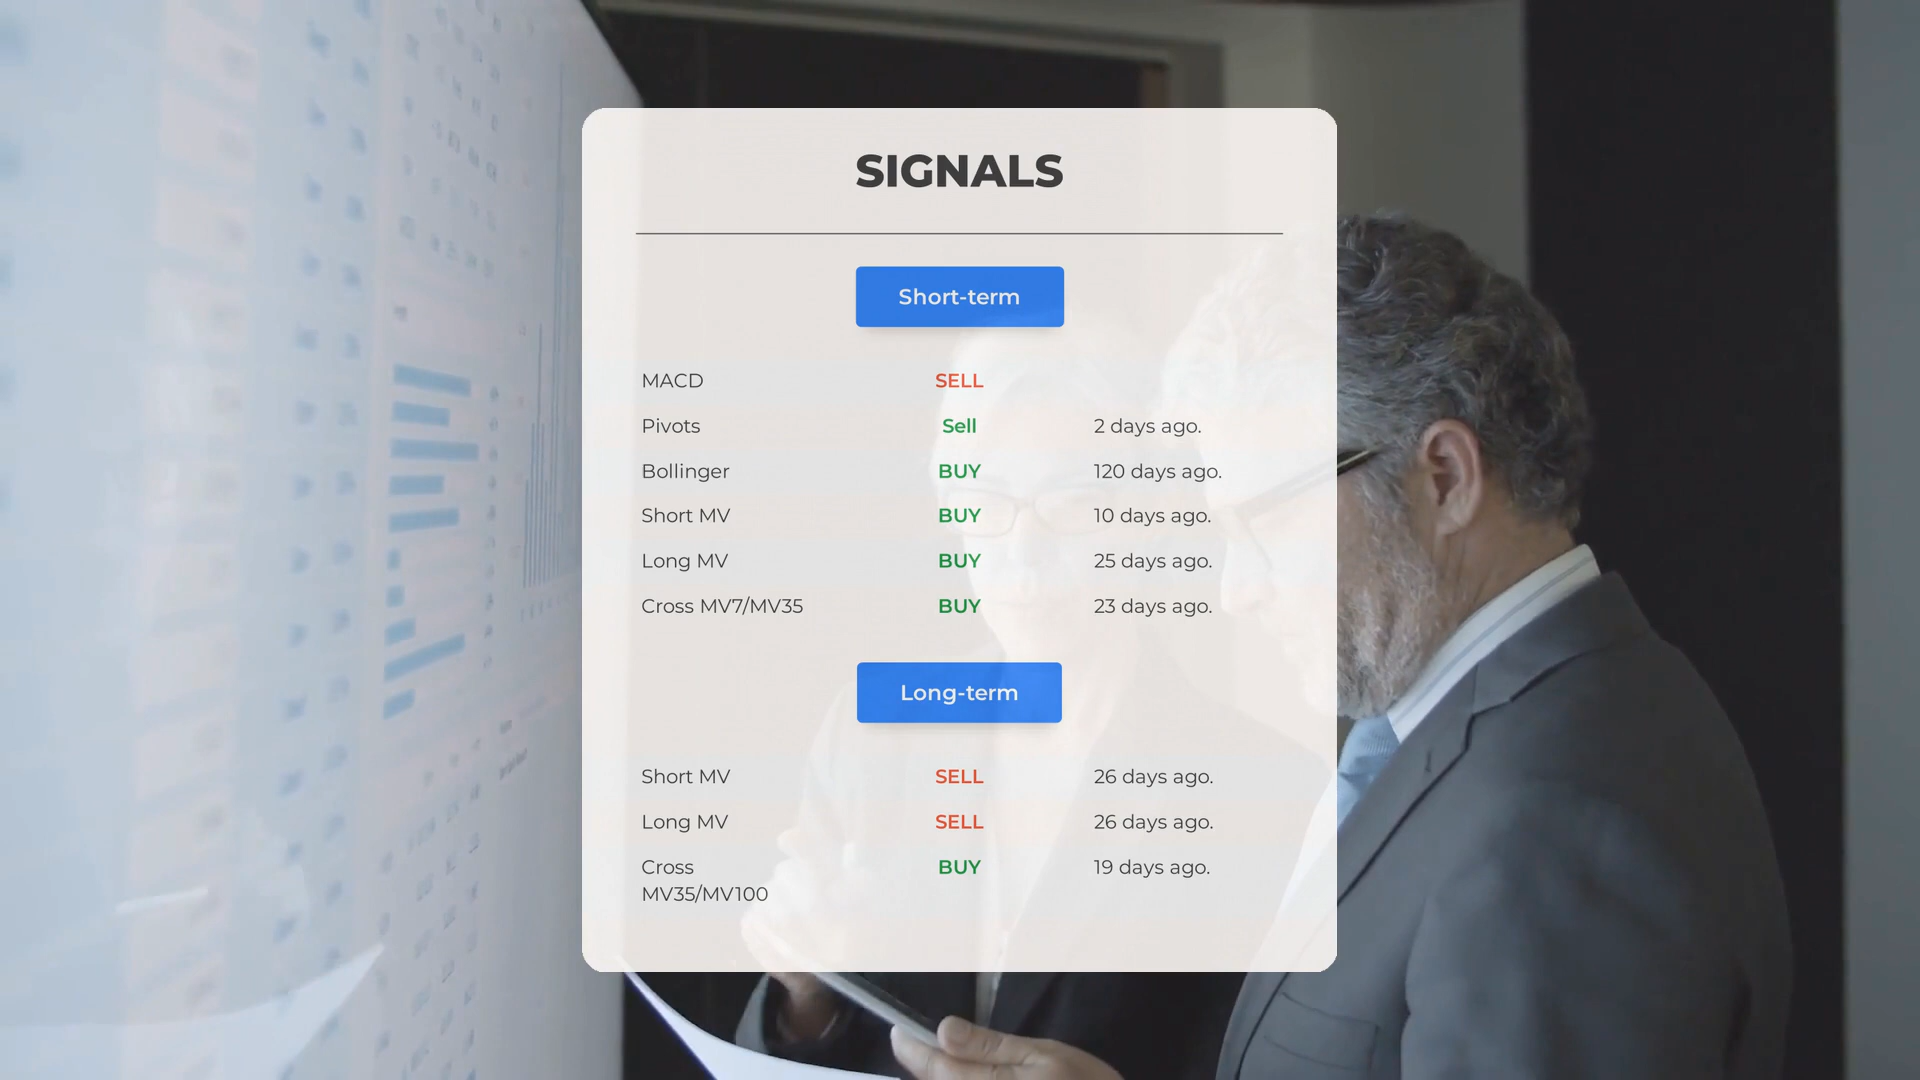 SIGNALS
Short-term
MACD SELL
Pivots Sell 2 days ago.
Bollinger BUY 120 days ago.
Short MV BUY 10 days ago.
Long MV BUY 25 days ago.
Cross MV7/MV35 BUY 23 days ago.
Long-term
Short MV SELL 26 days ago.
Long MV SELL 26 days ago.
Cross BUY 19 days ago.
MV35/MV100